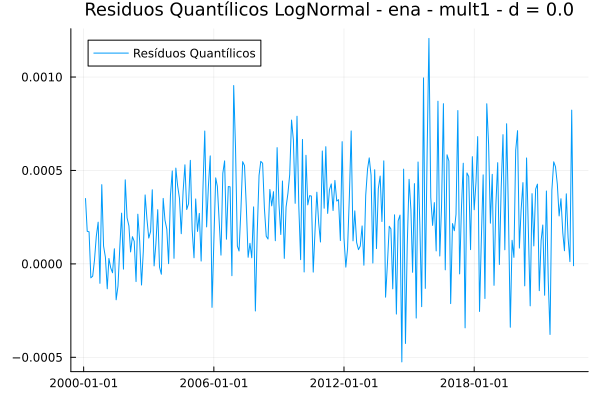 Residuos Quantílicos LogNormal - ena - mult1 - d = 0.0
Resíduos Quantílicos
0.0010
0.0005
0.0000
−0.0005
2000-01-01 2006-01-01 2012-01-01 2018-01-01